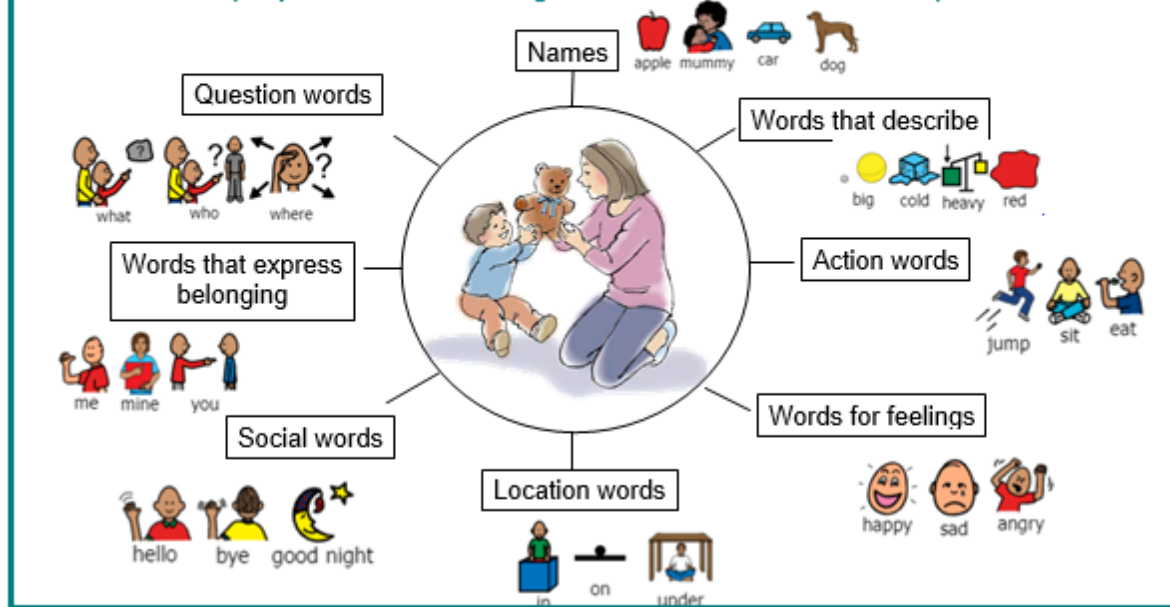 Names
apple mummy car dog
Question words
what who where
Words that describe
big cold heavy red
Words that express
belonging
me mine you
Action words
jump sit eat
Social words
hello bye good night
Words for feelings
happy sad angry
Location words
in on under